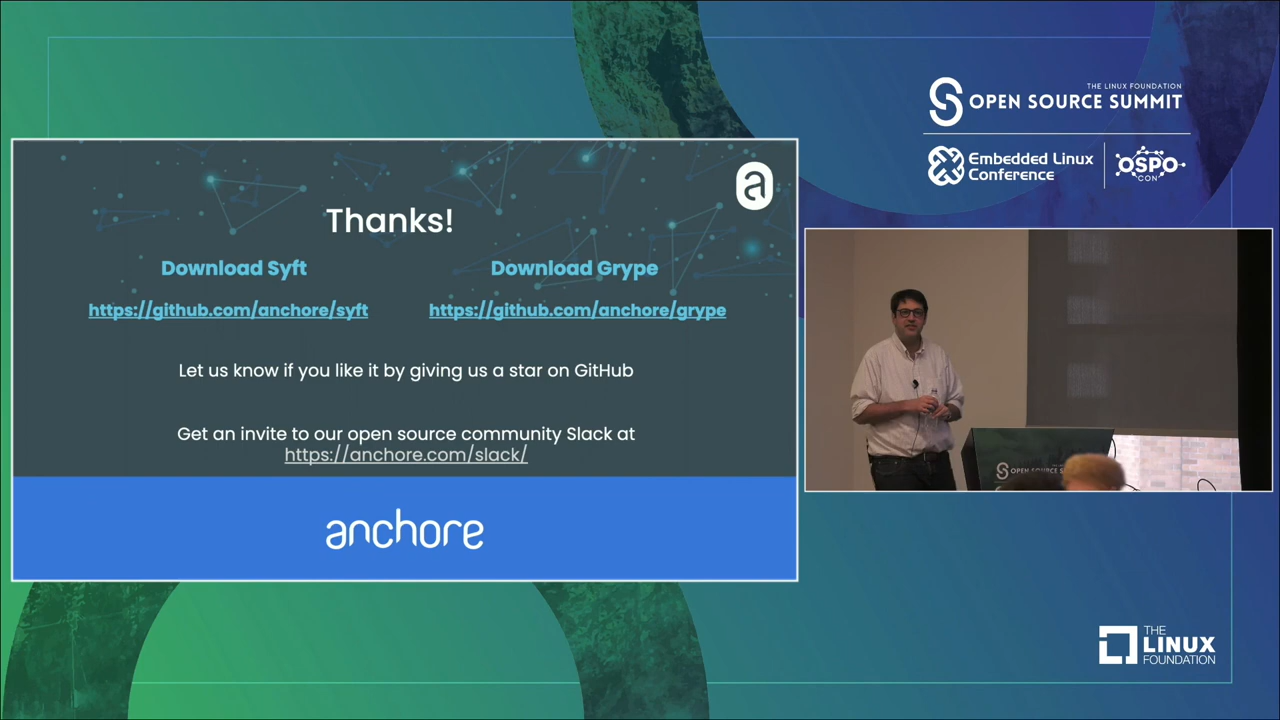 THE LINUX FOUNDATION
OPEN SOURCE SUMMIT
Embedded Linux
Conference
OSPO
CON
a
Thanks!
Download Syft
Download Grype
https://github.com/anchore/syft
https://github.com/anchore/grype
Let us know if you like it by giving us a star on GitHub
Get an invite to our open source community Slack at
https://anchore.com/slack/
anchore
OPEN SOURCE SUMMIT
THE
LINUX
FOUNDATION